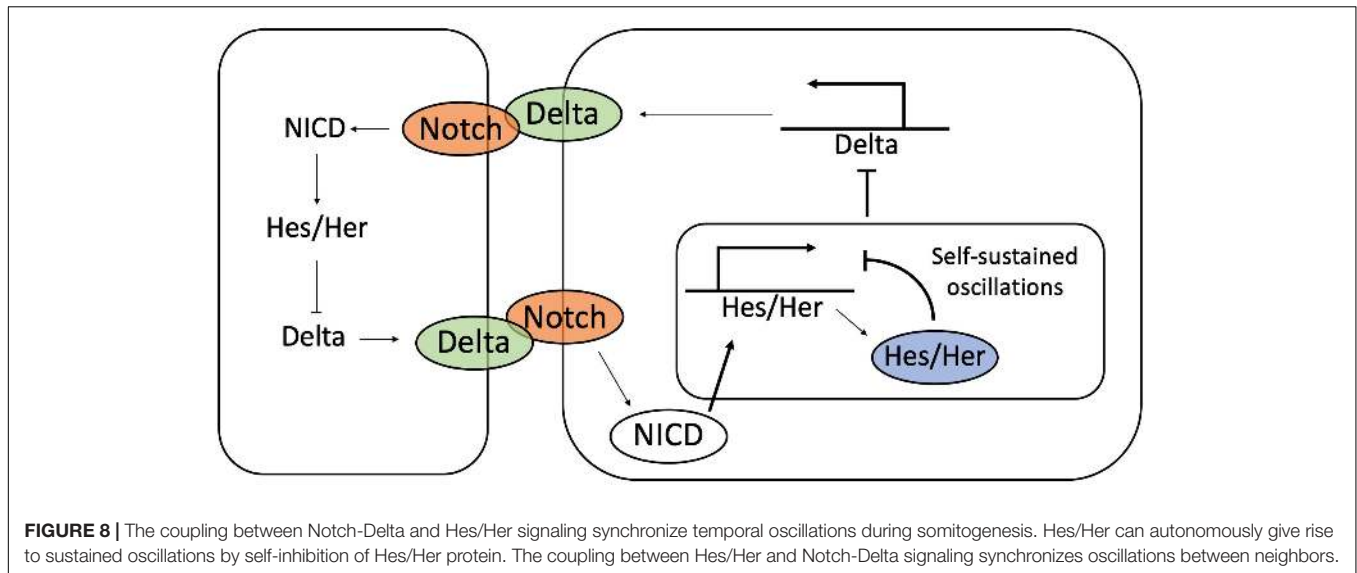 NICD
Notch
Delta
Delta
Hes/Her
Self-sustained
oscillations
Hes/Her
Hes/Her
Delta
Delta
Notch
NICD
FIGURE 8 | The coupling between Notch-Delta and Hes/Her signaling synchronize temporal oscillations during somitogenesis. Hes/Her can autonomously give rise
to sustained oscillations by self-inhibition of Hes/Her protein. The coupling between Hes/Her and Notch-Delta signaling synchronizes oscillations between neighbors.